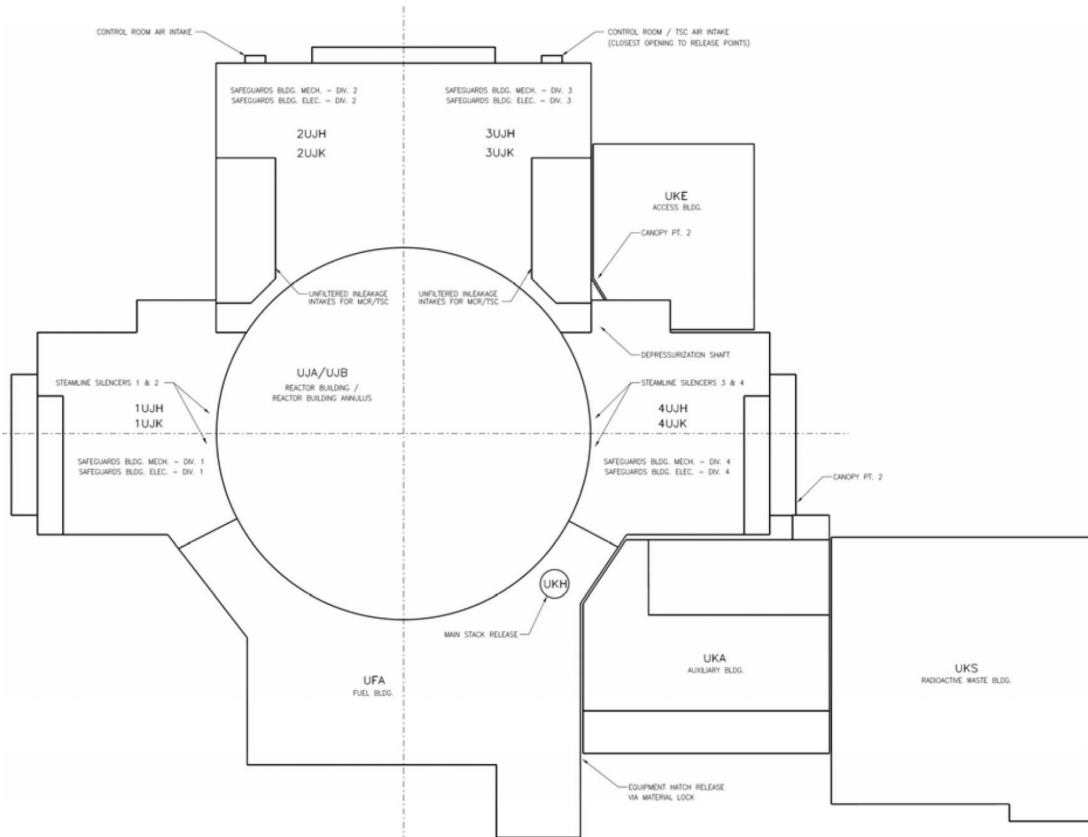 CONTROL ROOM AIR INTAKE
CONTROL ROOM / TSC AIR INTAKE
(CLOSEST OPENING TO RELEASE POINTS)
SAFEGUARDS BLDG. MECH. – DIV. 2
SAFEGUARDS BLDG. ELEC. – DIV. 2
SAFEGUARDS BLDG. MECH. – DIV. 3
SAFEGUARDS BLDG. ELEC. – DIV. 3
2UJH
2UJK
3UJH
3UJK
UKE
ACCESS BLDG.
CANOPY PT. 2
UNFILTERED INLEAKAGE
INTAKES FOR MCR/TSC
UNFILTERED INLEAKAGE
INTAKES FOR MCR/TSC
DEPRESSURIZATION SHAFT
UJA/UJB
REACTOR BUILDING /
REACTOR BUILDING ANNULUS
STEAMLINE SILENCERS 1 & 2
STEAMLINE SILENCERS 3 & 4
1UJH
1UJK
4UJH
4UJK
SAFEGUARDS BLDG. MECH. – DIV. 1
SAFEGUARDS BLDG. ELEC. – DIV. 1
SAFEGUARDS BLDG. MECH. – DIV. 4
SAFEGUARDS BLDG. ELEC. – DIV. 4
CANOPY PT. 2
UKH
MAIN STACK RELEASE
UFA
FUEL BLDG.
UKA
AUXILIARY BLDG.
UKS
RADIOACTIVE WASTE BLDG.
EQUIPMENT HATCH RELEASE
VIA MATERIAL LOCK